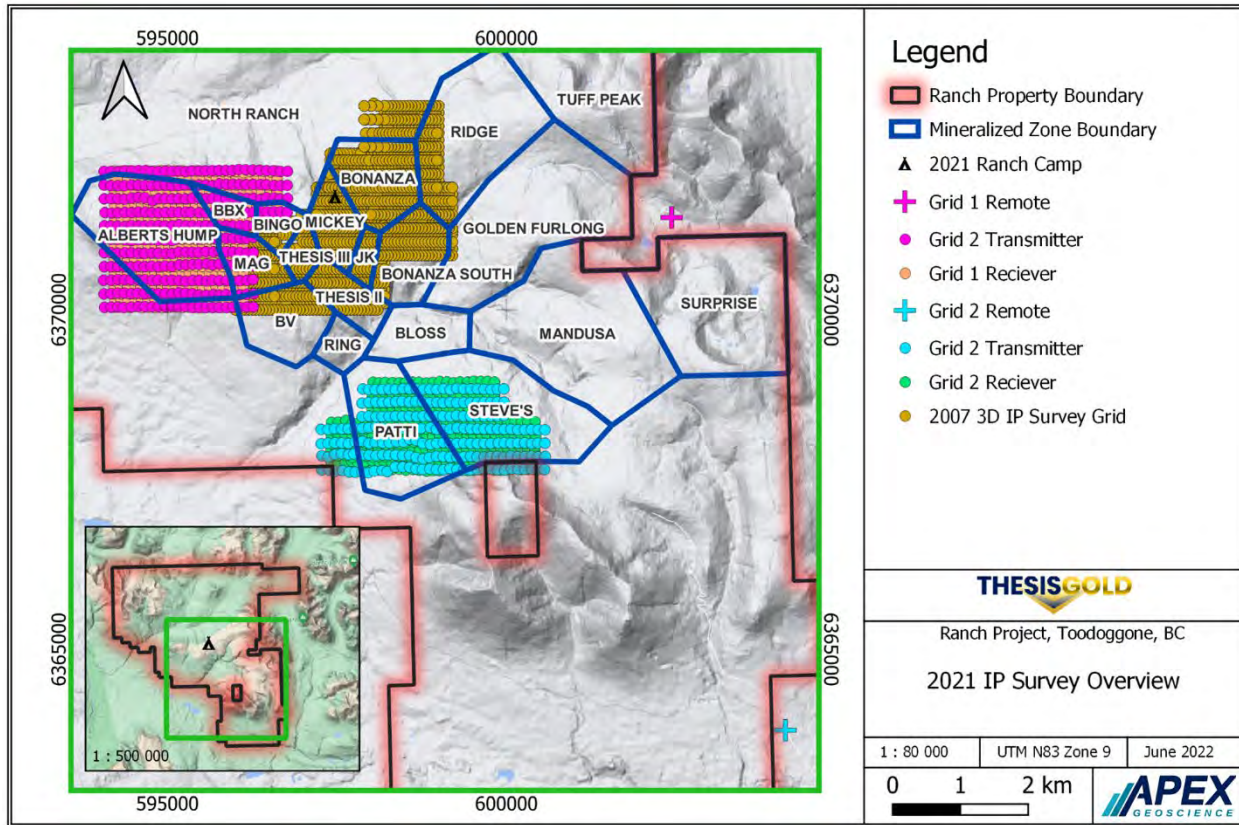 595000
600000
NORTH RANCH
TUFF PEAK
RIDGE
BONANZA
BBX
BINGO
MICKEY
ALBERTS HUMP
GOLDEN FURLONG
MAG
THESIS III
JK
BONANZA SOUTH
THESIS II
SURPRISE
BV
BLOSS
MANDUSA
RING
STEVE'S
PATTI
6370000
6370000
6365000
6365000
1 : 500 000
595000
600000
Legend
Ranch Property Boundary
Mineralized Zone Boundary
2021 Ranch Camp
Grid 1 Remote
Grid 2 Transmitter
Grid 1 Reciever
Grid 2 Remote
Grid 2 Transmitter
Grid 2 Reciever
2007 3D IP Survey Grid
THESISGOLD
Ranch Project, Toodoggone, BC
2021 IP Survey Overview
1 : 80 000
UTM N83 Zone 9
June 2022
0 1 2 km
APEX
GEOSCIENCE